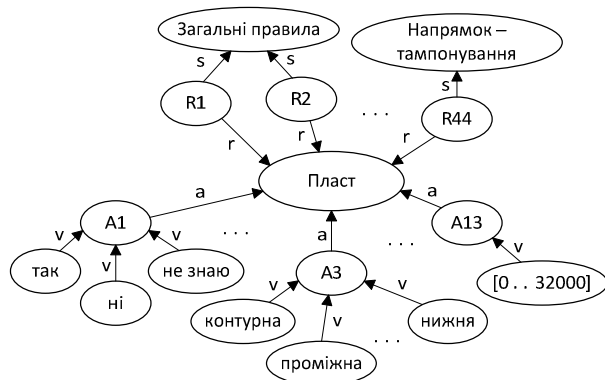 Загальні правила
Напрямок –
тампонування
s
s
s
R1
R2
. . .
R44
r
r
r
Пласт
a
a
a
A1
A13
. . .
. . .
v
v
v
v
так
ні
не знаю
A3
[0 . . 32000]
v
v
v
контурна
проміжна
нижня
. . .